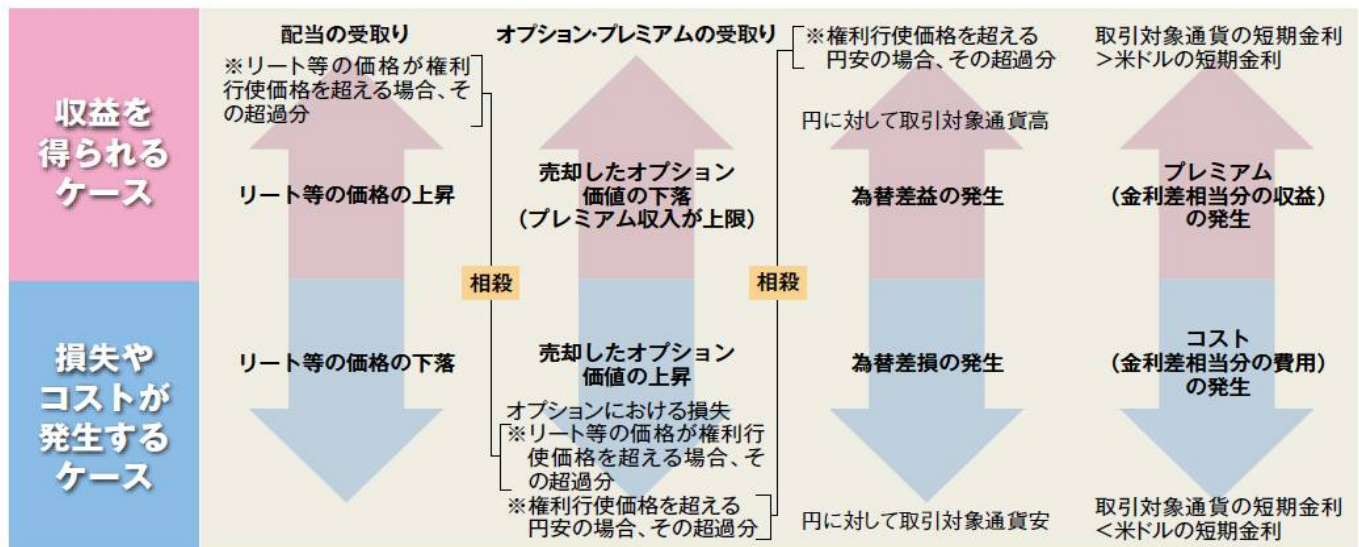 収益を
得られる
ケース
配当の受取り
※リート等の価格が権利
行使価格を超える場合、そ
の超過分
リート等の価格の上昇
オプション・プレミアムの受取り
売却したオプション
価値の下落
（プレミアム収入が上限）
※権利行使価格を超える
円安の場合、その超過分
円に対して取引対象通貨高
為替差益の発生
取引対象通貨の短期金利
＞米ドルの短期金利
プレミアム
（金利差相当分の収益）
の発生
相殺
相殺
損失や
コストが
発生する
ケース
リート等の価格の下落
売却したオプション
価値の上昇
オプションにおける損失
※リート等の価格が権利行
使価格を超える場合、そ
の超過分
※権利行使価格を超える
円安の場合、その超過分
為替差損の発生
円に対して取引対象通貨安
コスト
（金利差相当分の費用）
の発生
取引対象通貨の短期金利
＜米ドルの短期金利